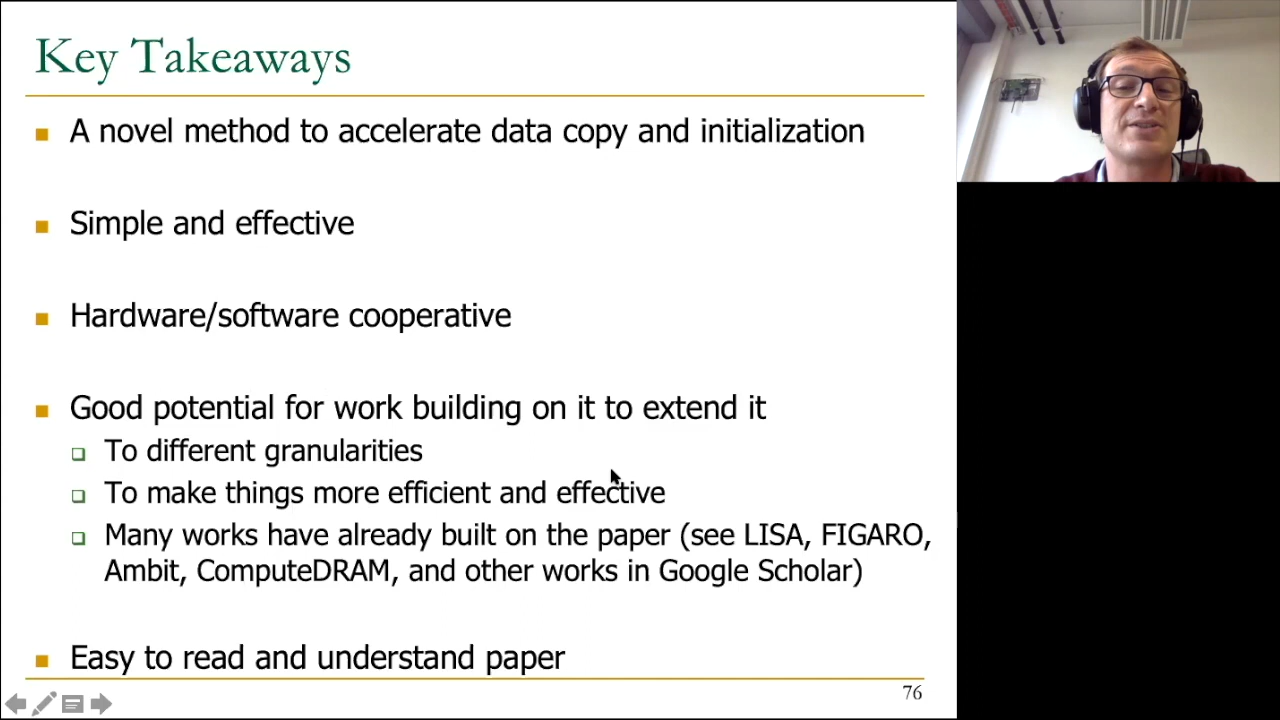 Key Takeaways
A novel method to accelerate data copy and initialization
Simple and effective
Hardware/software cooperative
Good potential for work building on it to extend it
To different granularities
To make things more efficient and effective
Many works have already built on the paper (see LISA, FIGARO,
Ambit, ComputeDRAM, and other works in Google Scholar)
Easy to read and understand paper
76